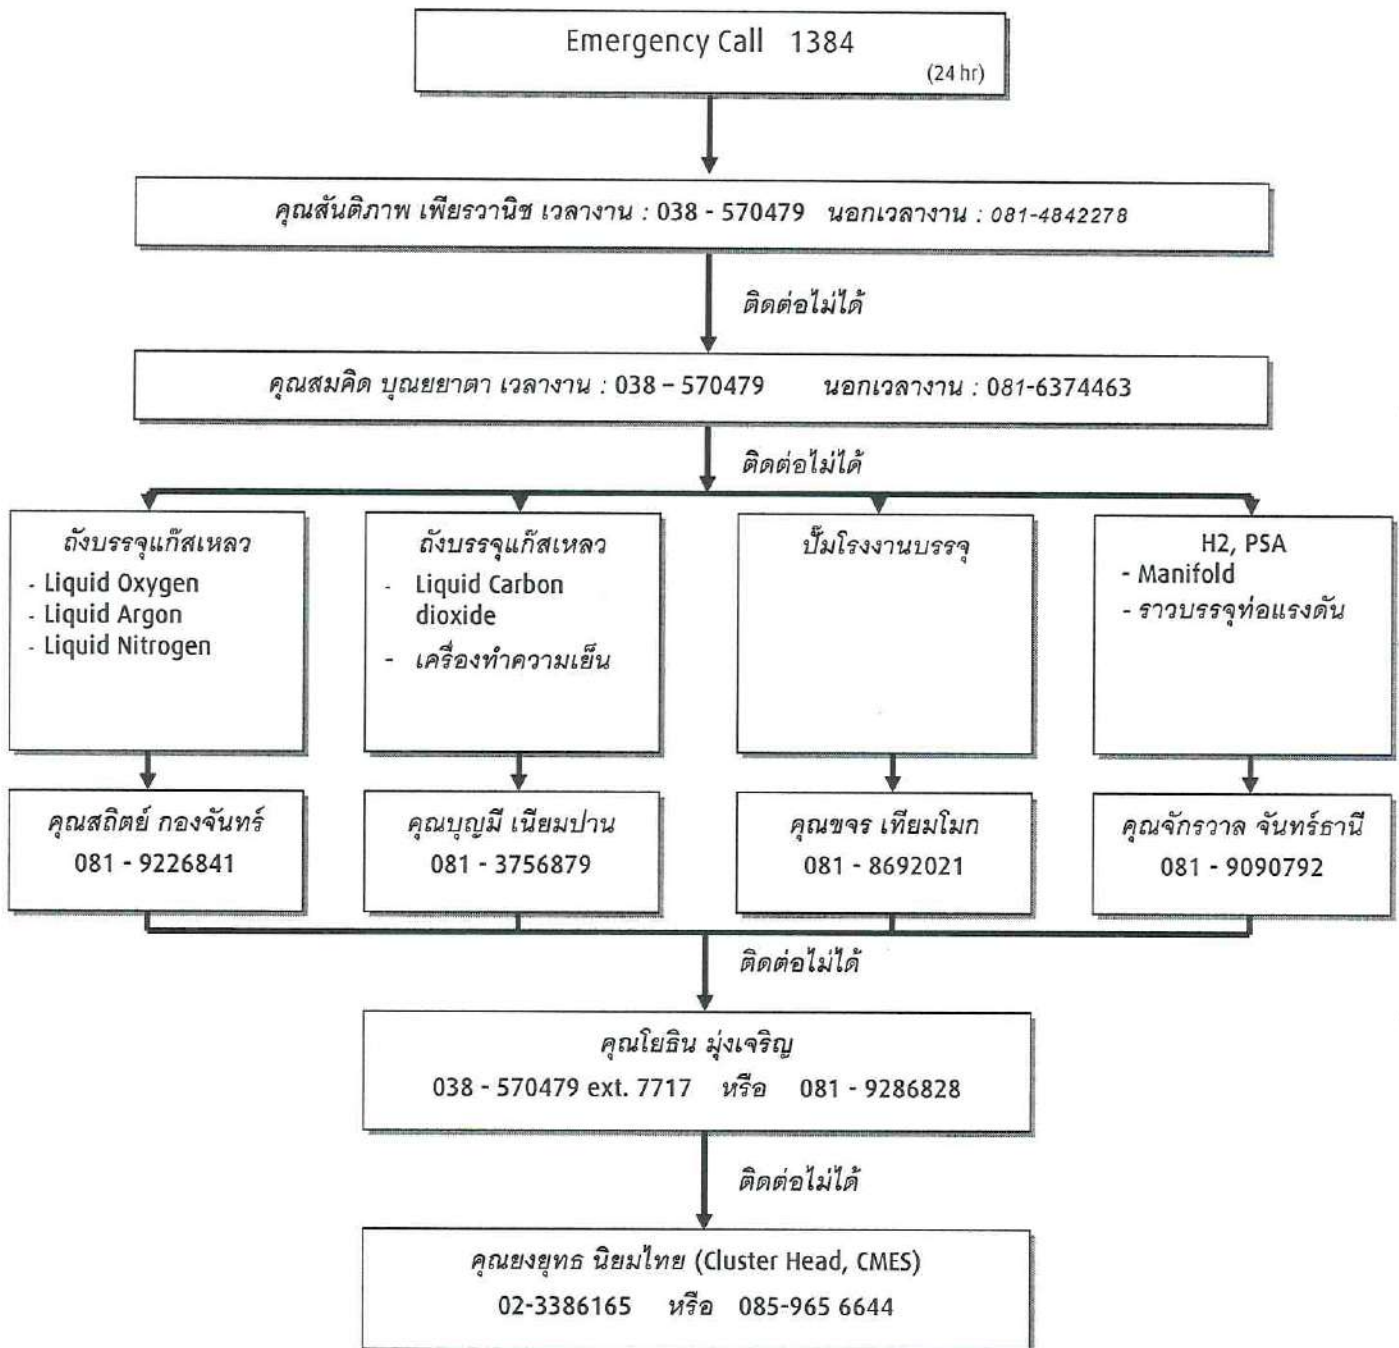 Emergency Call 1384
(24 hr)
คุณสันติภาพ เพียรวานิช เวลางาน : 038 - 570479 นอกเวลางาน : 081-4842278
ติดต่อไม่ได้
คุณสมคิด บุณยยาตา เวลางาน : 038 – 570479 นอกเวลางาน : 081-6374463
ติดต่อไม่ได้
ถังบรรจุแก๊สเหลว
- Liquid Oxygen
- Liquid Argon
- Liquid Nitrogen
ถังบรรจุแก๊สเหลว
- Liquid Carbon
dioxide
- เครื่องทำความเย็น
ปั๊มโรงงานบรรจุ
H2, PSA
- Manifold
- ราวบรรจุท่อแรงดัน
คุณสถิตย์ กองจันทร์
081 - 9226841
คุณบุญมี เนียมปาน
081 - 3756879
คุณขจร เทียมโมก
081 - 8692021
คุณจักรวาล จันทร์ธานี
081 - 9090792
ติดต่อไม่ได้
คุณโยธิน มุ่งเจริญ
038 - 570479 ext. 7717 หรือ 081 - 9286828
ติดต่อไม่ได้
คุณยงยุทธ นิยมไทย (Cluster Head, CMES)
02-3386165 หรือ 085-965 6644